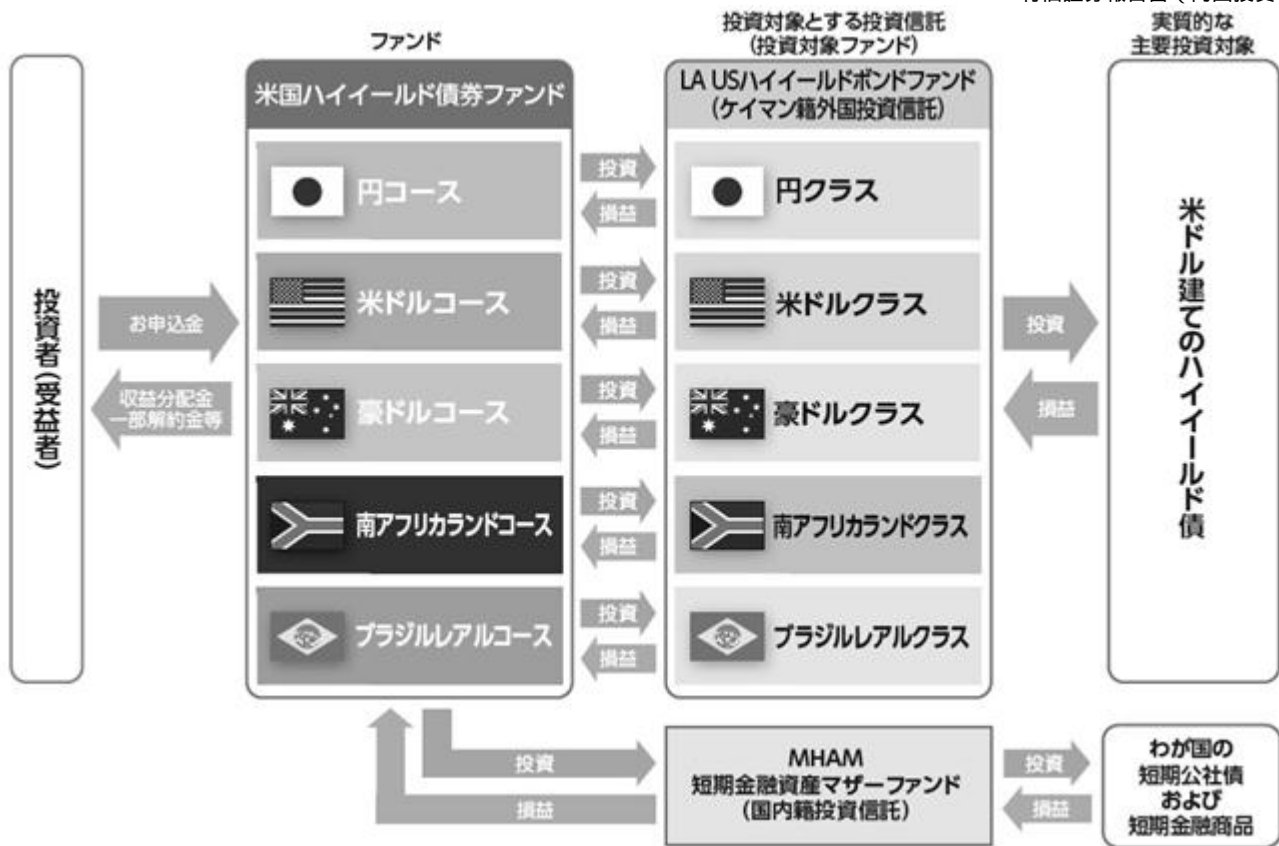 ファンド
投資対象とする投資信託
(投資対象ファンド)
実質的な
主要投資対象
投資者(受益者)
お申込金
収益分配金
一部解約金等
米国ハイイールド債券ファンド
円コース
米ドルコース
豪ドルコース
南アフリカランドコース
ブラジルレアルコース
投資
損益
投資
損益
投資
損益
投資
損益
投資
損益
LA USハイイールドボンドファンド
(ケイマン籍外国投資信託)
円クラス
米ドルクラス
豪ドルクラス
南アフリカランドクラス
ブラジルレアルクラス
投資
損益
米ドル建てのハイイールド債
投資
損益
MHAM
短期金融資産マザーファンド
(国内籍投資信託)
投資
損益
わが国の
短期公社債
および
短期金融商品